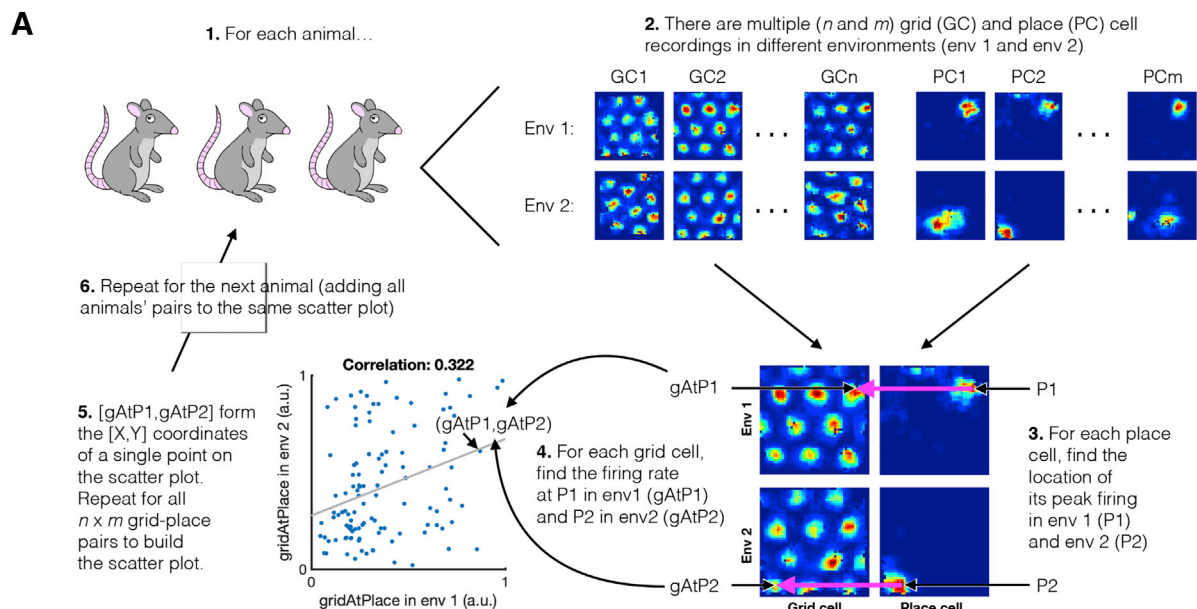 A
1. For each animal...
2. There are multiple (n and m) grid (GC) and place (PC) cell
recordings in different environments (env 1 and env 2)
GC1 GC2 GCn PC1 PC2 PCm
Env 1: ... ...
Env 2: ... ...
6. Repeat for the next animal (adding all
animals' pairs to the same scatter plot)
5. [gAtP1,gAtP2] form
the [X,Y] coordinates
of a single point on
the scatter plot.
Repeat for all
n x m grid-place
pairs to build
the scatter plot.
Correlation: 0.322
1
gridAtPlace in env 2 (a.u.)
(gAtP1,gAtP2)
0
0 1
gridAtPlace in env 1 (a.u.)
4. For each grid cell,
find the firing rate
at P1 in env1 (gAtP1)
and P2 in env2 (gAtP2)
gAtP1
gAtP2
Env 1
Env 2
Grid cell Place cell
P1
3. For each place
cell, find the
location of
its peak firing
in env 1 (P1)
and env 2 (P2)
P2